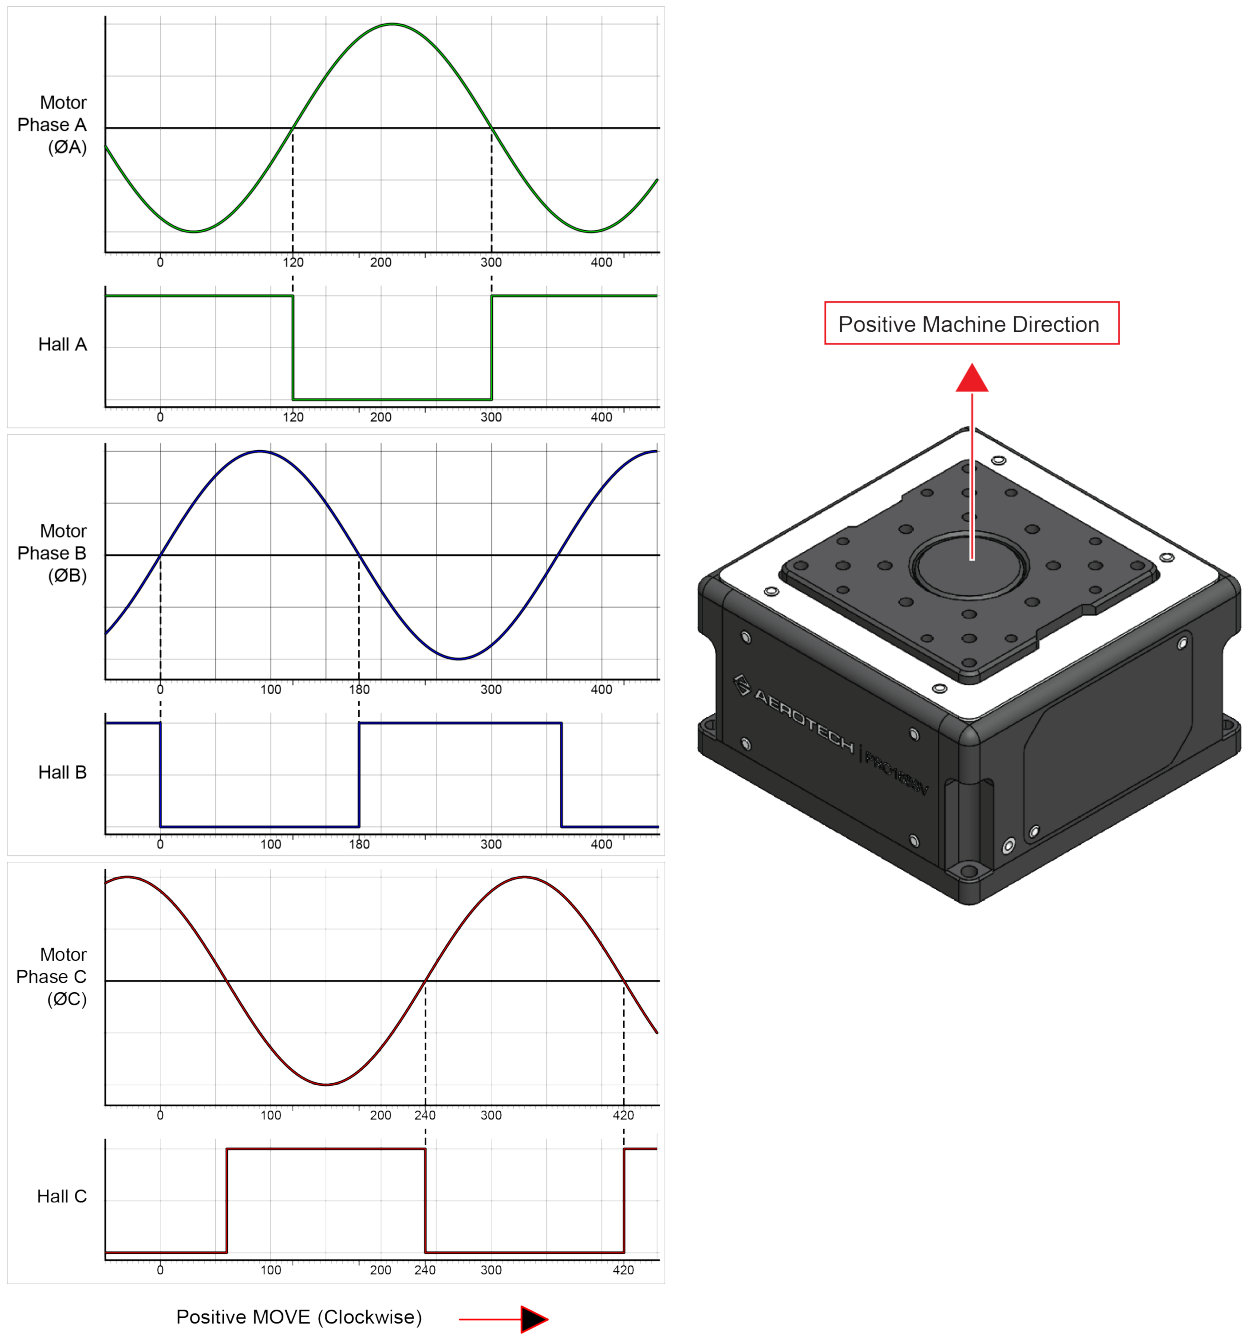 Motor
Phase A
(ØA)
0 120 200 300 400
Hall A
0 120 200 300 400
Motor
Phase B
(ØB)
0 100 180 300 400
Hall B
0 100 180 300 400
Motor
Phase C
(ØC)
0 100 200 240 300 420
Hall C
0 100 200 240 300 420
Positive MOVE (Clockwise)
Positive Machine Direction
AEROTECH